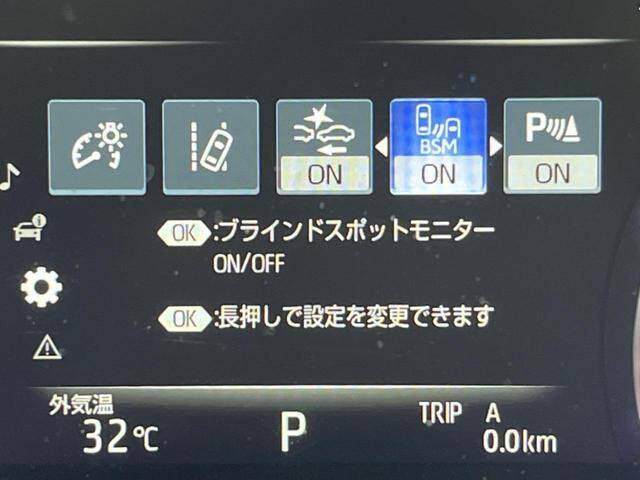 BSM
ON
ON
P
ON
OK :ブラインドスポットモニター
ON/OFF
OK :長押しで設定を変更できます
外気温
32℃
P
TRIP A
0.0km